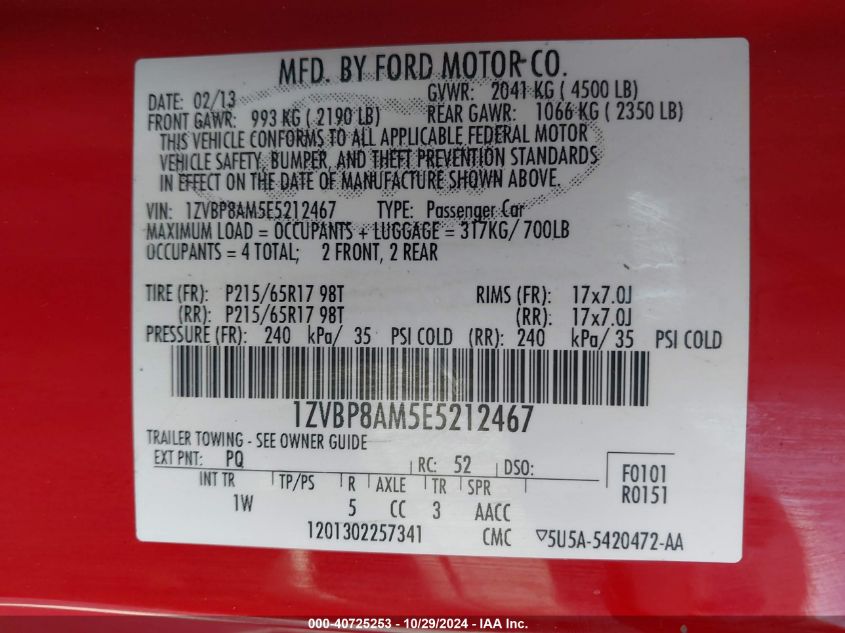 MFD. BY FORD MOTOR CO.
DATE: 02/13 GVWR: 2041 KG ( 4500 LB)
FRONT GAWR: 993 KG ( 2190 LB) REAR GAWR: 1066 KG ( 2350 LB)
THIS VEHICLE CONFORMS TO ALL APPLICABLE FEDERAL MOTOR
VEHICLE SAFETY, BUMPER, AND THEFT PREVENTION STANDARDS
IN EFFECT ON THE DATE OF MANUFACTURE SHOWN ABOVE.
VIN: 1ZVBP8AM5E5212467 TYPE: Passenger Car
MAXIMUM LOAD = OCCUPANTS + LUGGAGE = 317KG/ 700LB
OCCUPANTS = 4 TOTAL; 2 FRONT, 2 REAR
TIRE (FR): P215/65R17 98T RIMS (FR): 17x7.0J
(RR): P215/65R17 98T (RR): 17x7.0J
PRESSURE (FR): 240 kPa/ 35 PSI COLD (RR): 240 kPa/ 35 PSI COLD
1ZVBP8AM5E5212467
TRAILER TOWING - SEE OWNER GUIDE
EXT PNT: PQ RC: 52 DSO: F0101
INT TR TP/PS R AXLE TR SPR R0151
1W 5 CC 3 AACC
1201302257341 CMC ▽5U5A-5420472-AA
000-40725253 - 10/29/2024 - IAA Inc.